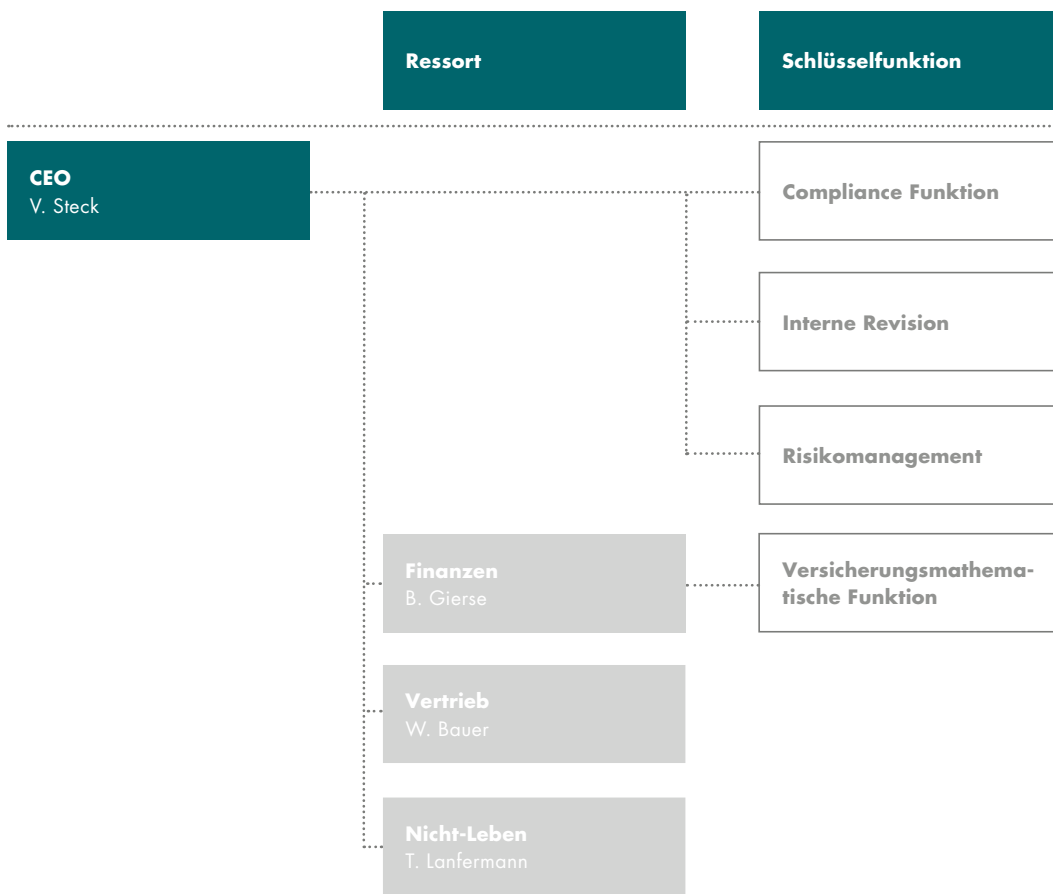 Ressort
Schlüsselfunktion
CEO
V. Steck
Compliance Funktion
Interne Revision
Risikomanagement
Finanzen
B. Gierse
Versicherungsmathema-
tische Funktion
Vertrieb
W. Bauer
Nicht-Leben
T. Lanfermann